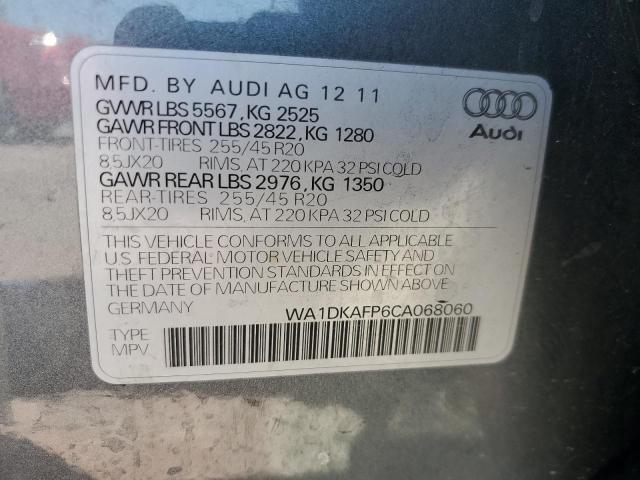 MFD. BY AUDI AG 12 11
GVWR LBS 5567, KG 2525
GAWR FRONT LBS 2822, KG 1280
FRONT-TIRES 255/45 R20
8,5JX20 RIMS, AT 220 KPA 32 PSI COLD
GAWR REAR LBS 2976, KG 1350
REAR-TIRES 255/45 R20
8,5JX20 RIMS, AT 220 KPA 32 PSI COLD
Audi
THIS VEHICLE CONFORMS TO ALL APPLICABLE
U.S FEDERAL MOTOR VEHICLE SAFETY AND
THEFT PREVENTION STANDARDS IN EFFECT ON
THE DATE OF MANUFACTURE SHOWN ABOVE.
GERMANY WA1DKAFP6CA068060
TYPE
MPV